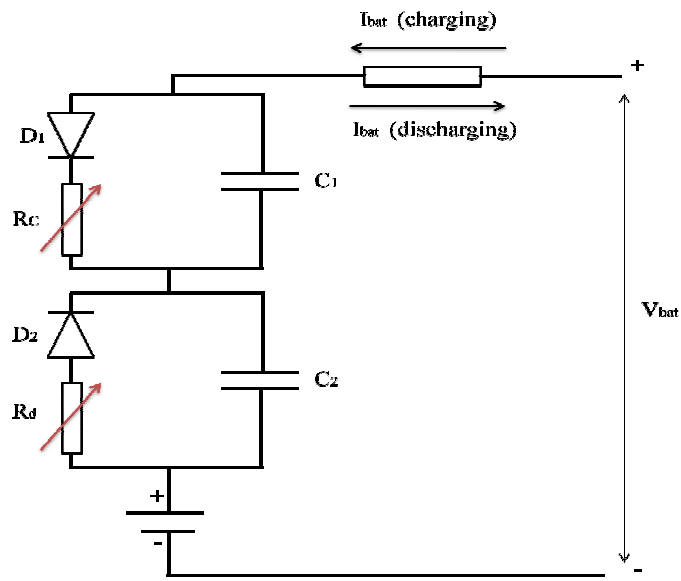 Ibat (charging)
+
Ibat (discharging)
D1
C1
RC
Vbat
D2
C2
Rd
+
-
-